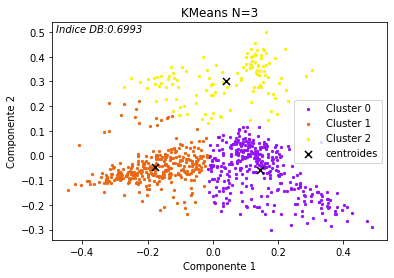 KMeans N=3
Indice DB:0.6993
0.5
0.4
0.3
0.2
0.1
0.0
−0.1
−0.2
−0.3
Componente 2
Cluster 0
Cluster 1
Cluster 2
centroides
−0.4 −0.2 0.0 0.2 0.4
Componente 1